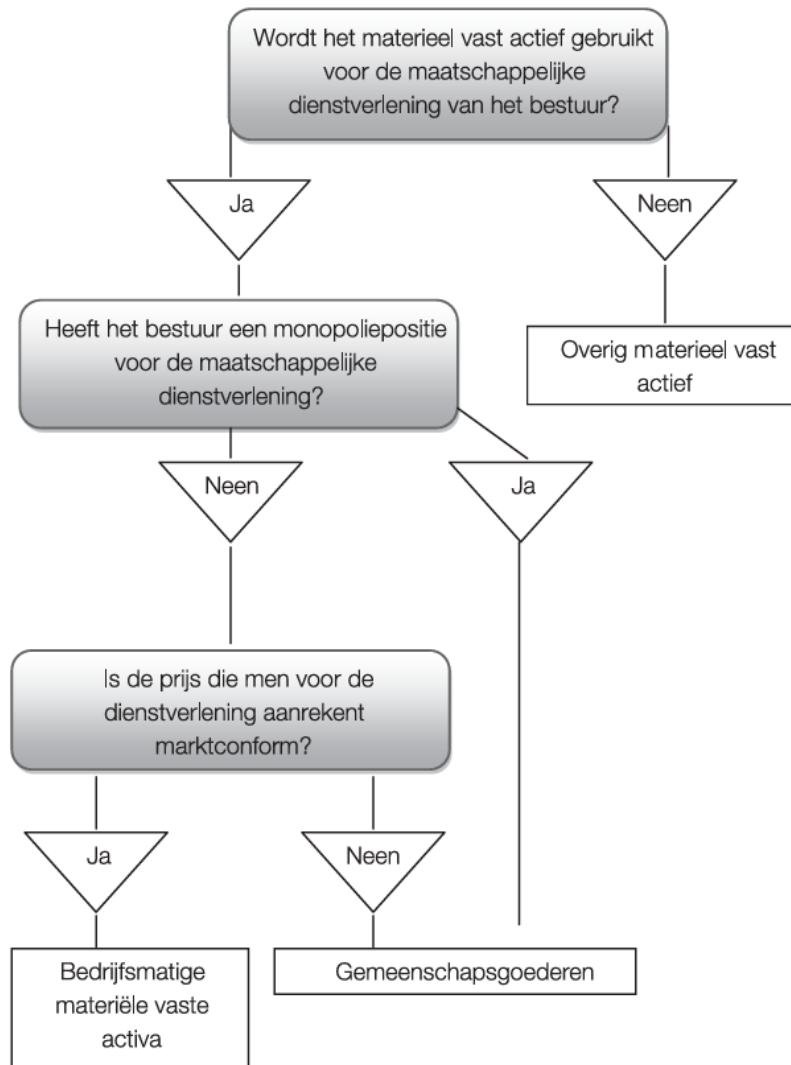 Wordt het materieel vast actief gebruikt
voor de maatschappelijke
dienstverlening van het bestuur?
Ja
Neen
Heeft het bestuur een monopoliepositie
voor de maatschappelijke
dienstverlening?
Overig materieel vast
actief
Neen
Ja
Is de prijs die men voor de
dienstverlening aanrekent
marktconform?
Ja
Neen
Bedrijfsmatige
materiële vaste
activa
Gemeenschapsgoederen